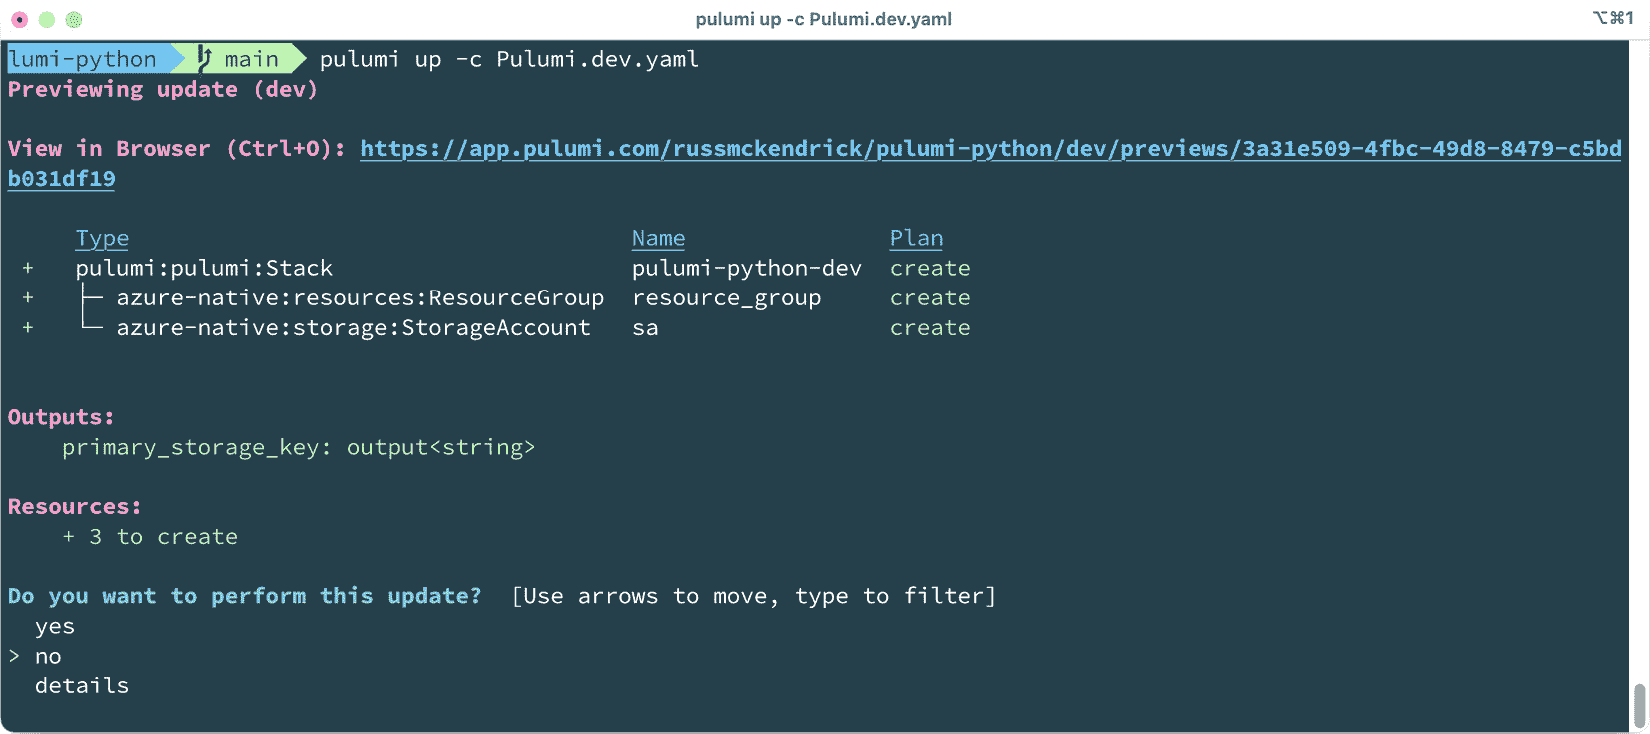 pulumi up -c Pulumi.dev.yaml
⌥⌘1
lumi-python main pulumi up -c Pulumi.dev.yaml
Previewing update (dev)
View in Browser (Ctrl+O): https://app.pulumi.com/russmckendrick/pulumi-python/dev/previews/3a31e509-4fbc-49d8-8479-c5bd
b031df19
Type Name Plan
+ pulumi:pulumi:Stack pulumi-python-dev create
+ ├─ azure-native:resources:ResourceGroup resource_group create
+ └─ azure-native:storage:StorageAccount sa create
Outputs:
primary_storage_key: output<string>
Resources:
+ 3 to create
Do you want to perform this update? [Use arrows to move, type to filter]
yes
> no
details